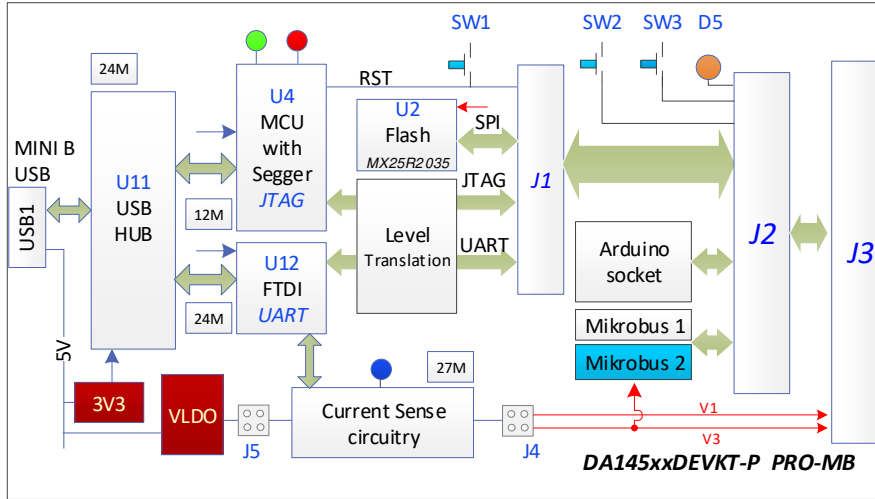 SW1
SW2
SW3
D5
24M
U4
MCU
with
Segger
JTAG
RST
U2
Flash
MX25R2035
SPI
J1
MINI B
USB
USB1
U11
USB
HUB
12M
JTAG
Level
Translation
UART
J2
J3
U12
FTDI
UART
24M
Arduino
socket
Mikrobus 1
Mikrobus 2
5V
3V3
VLDO
J5
27M
Current Sense
circuitry
J4
V1
V3
DA145xxDEVKT-P PRO-MB